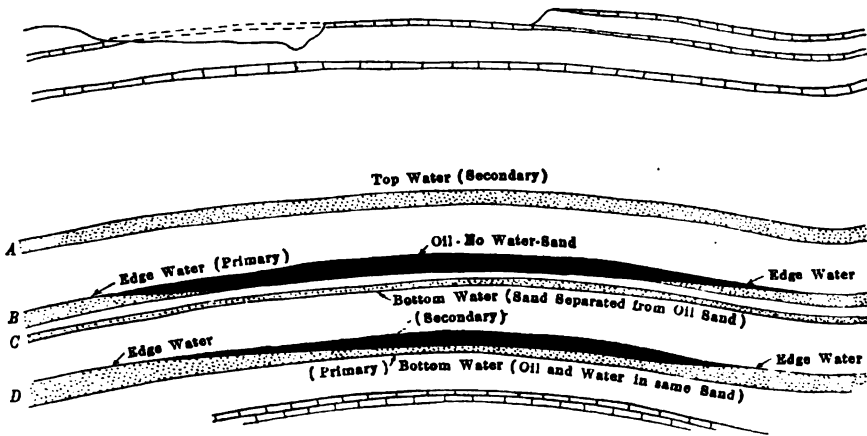 Top Water (Secondary)
A
Oil - No Water-Sand
Edge Water (Primary)
Edge Water
B
Bottom Water (Sand Separated from Oil Sand)
C
(Secondary)
Edge Water
Edge Water
(Primary) Bottom Water (Oil and Water in same Sand)
D